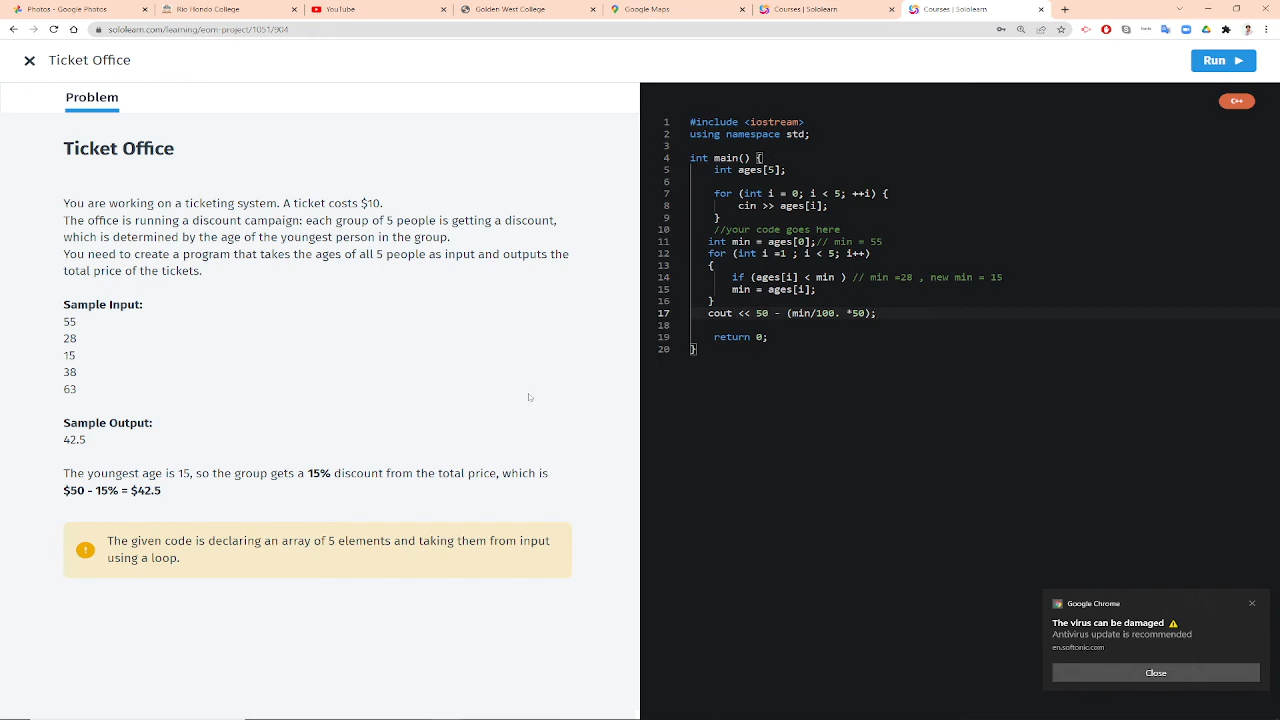 Photos - Google Photos
Rio Hondo College
YouTube
Golden West College
Google Maps
Courses | Sololearn
Courses | Sololearn
sololearn.com/learning/eom-project/1051/904
Ticket Office
Run
Problem
C++
Ticket Office
You are working on a ticketing system. A ticket costs $10.
The office is running a discount campaign: each group of 5 people is getting a discount,
which is determined by the age of the youngest person in the group.
You need to create a program that takes the ages of all 5 people as input and outputs the
total price of the tickets.
Sample Input:
55
28
15
38
63
Sample Output:
42.5
The youngest age is 15, so the group gets a 15% discount from the total price, which is
$50 - 15% = $42.5
! The given code is declaring an array of 5 elements and taking them from input
using a loop.
1 #include <iostream>
2 using namespace std;
3
4 int main() {
5 int ages[5];
6
7 for (int i = 0; i < 5; ++i) {
8 cin >> ages[i];
9 }
10 //your code goes here
11 int min = ages[0];// min = 55
12 for (int i =1 ; i < 5; i++)
13 {
14 if (ages[i] < min ) // min =28 , new min = 15
15 min = ages[i];
16 }
17 cout << 50 - (min/100. *50);
18
19 return 0;
20 }
Google Chrome
The virus can be damaged
Antivirus update is recommended
en.softonic.com
Close